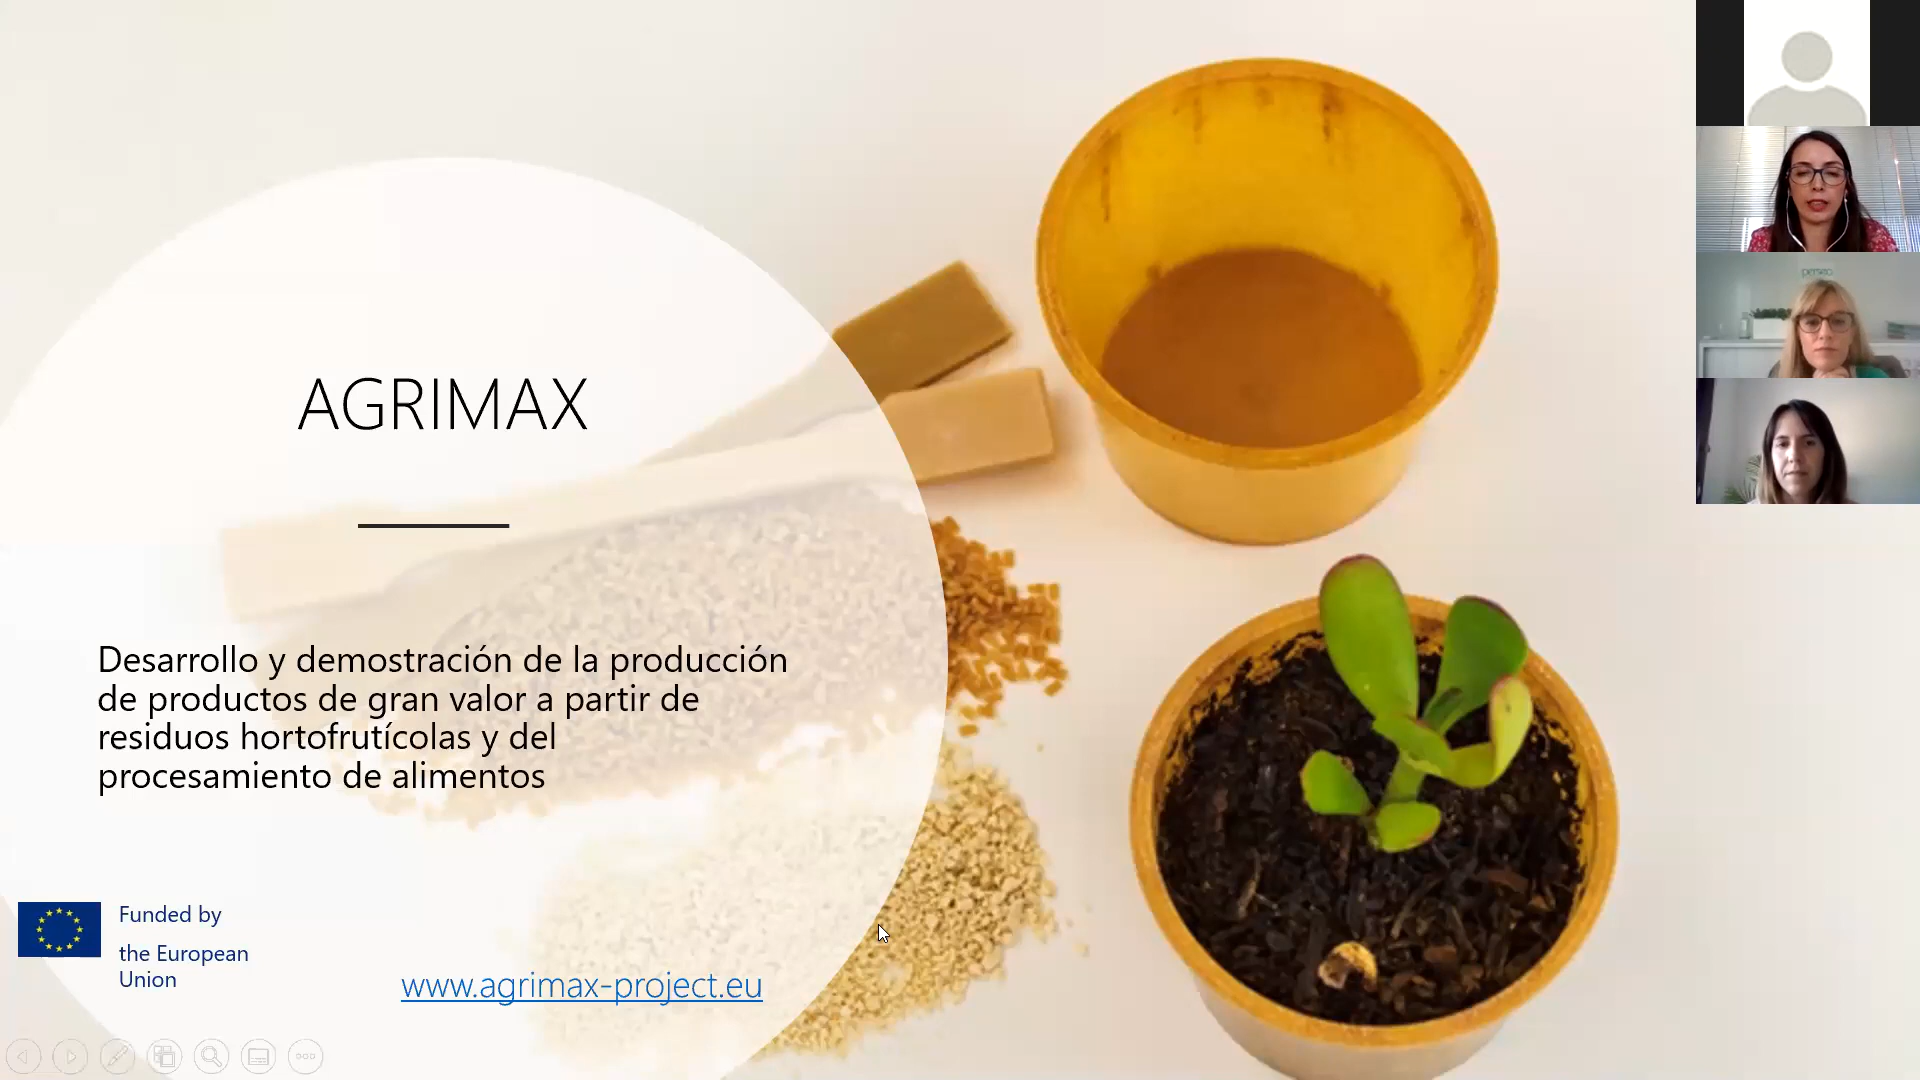 AGRIMAX
Desarrollo y demostración de la producción
de productos de gran valor a partir de
residuos hortofrutícolas y del
procesamiento de alimentos
Funded by
the European
Union
www.agrimax-project.eu
perseo